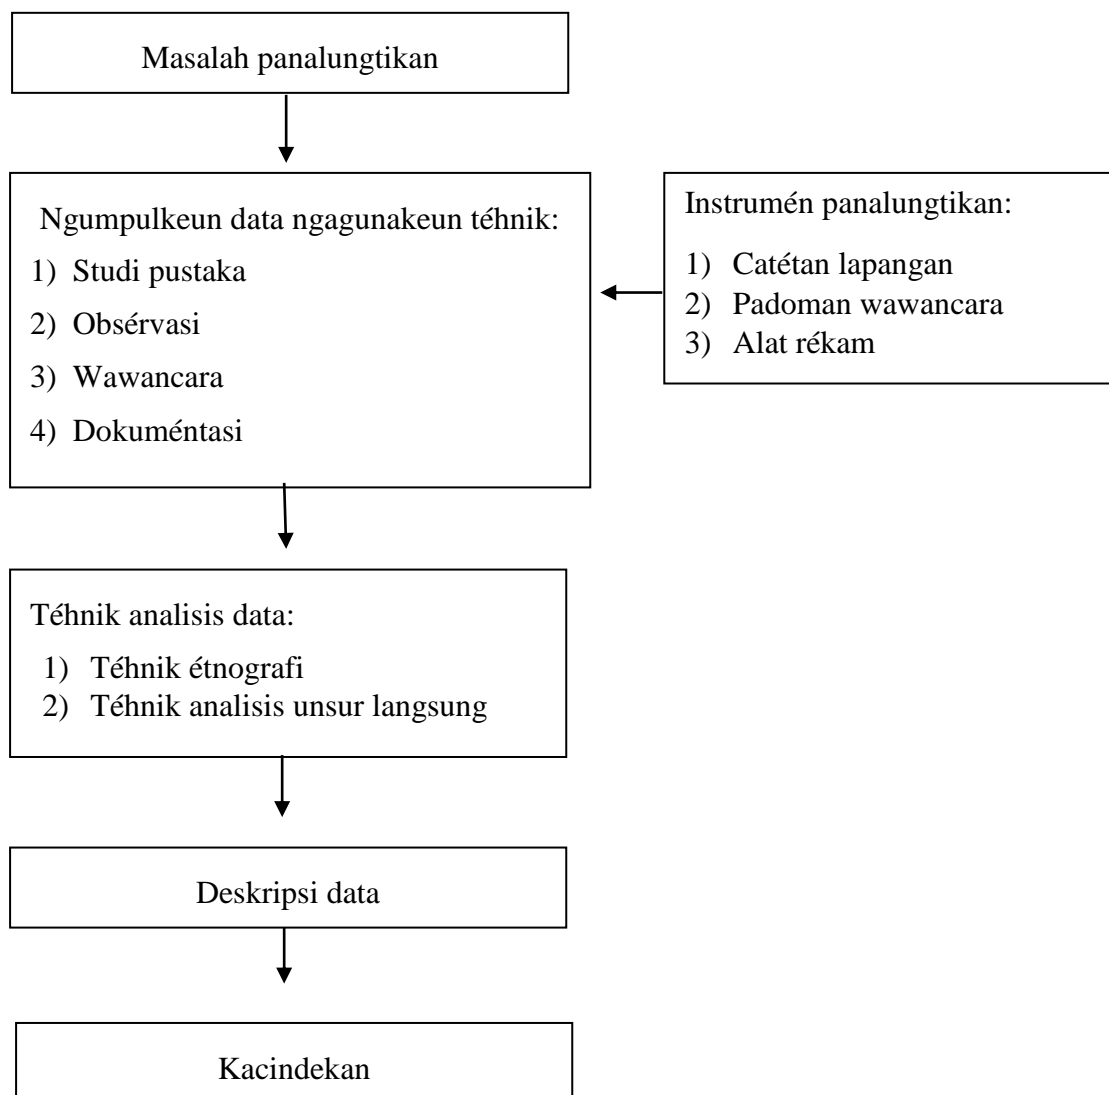 Masalah panalungtikan
Ngumpulkeun data ngagunakeun téhnik:
1) Studi pustaka
2) Obsérvasi
3) Wawancara
4) Dokuméntasi
Instrumén panalungtikan:
1) Catétan lapangan
2) Padoman wawancara
3) Alat rékam
Téhnik analisis data:
1) Téhnik étnografi
2) Téhnik analisis unsur langsung
Deskripsi data
Kacindekan